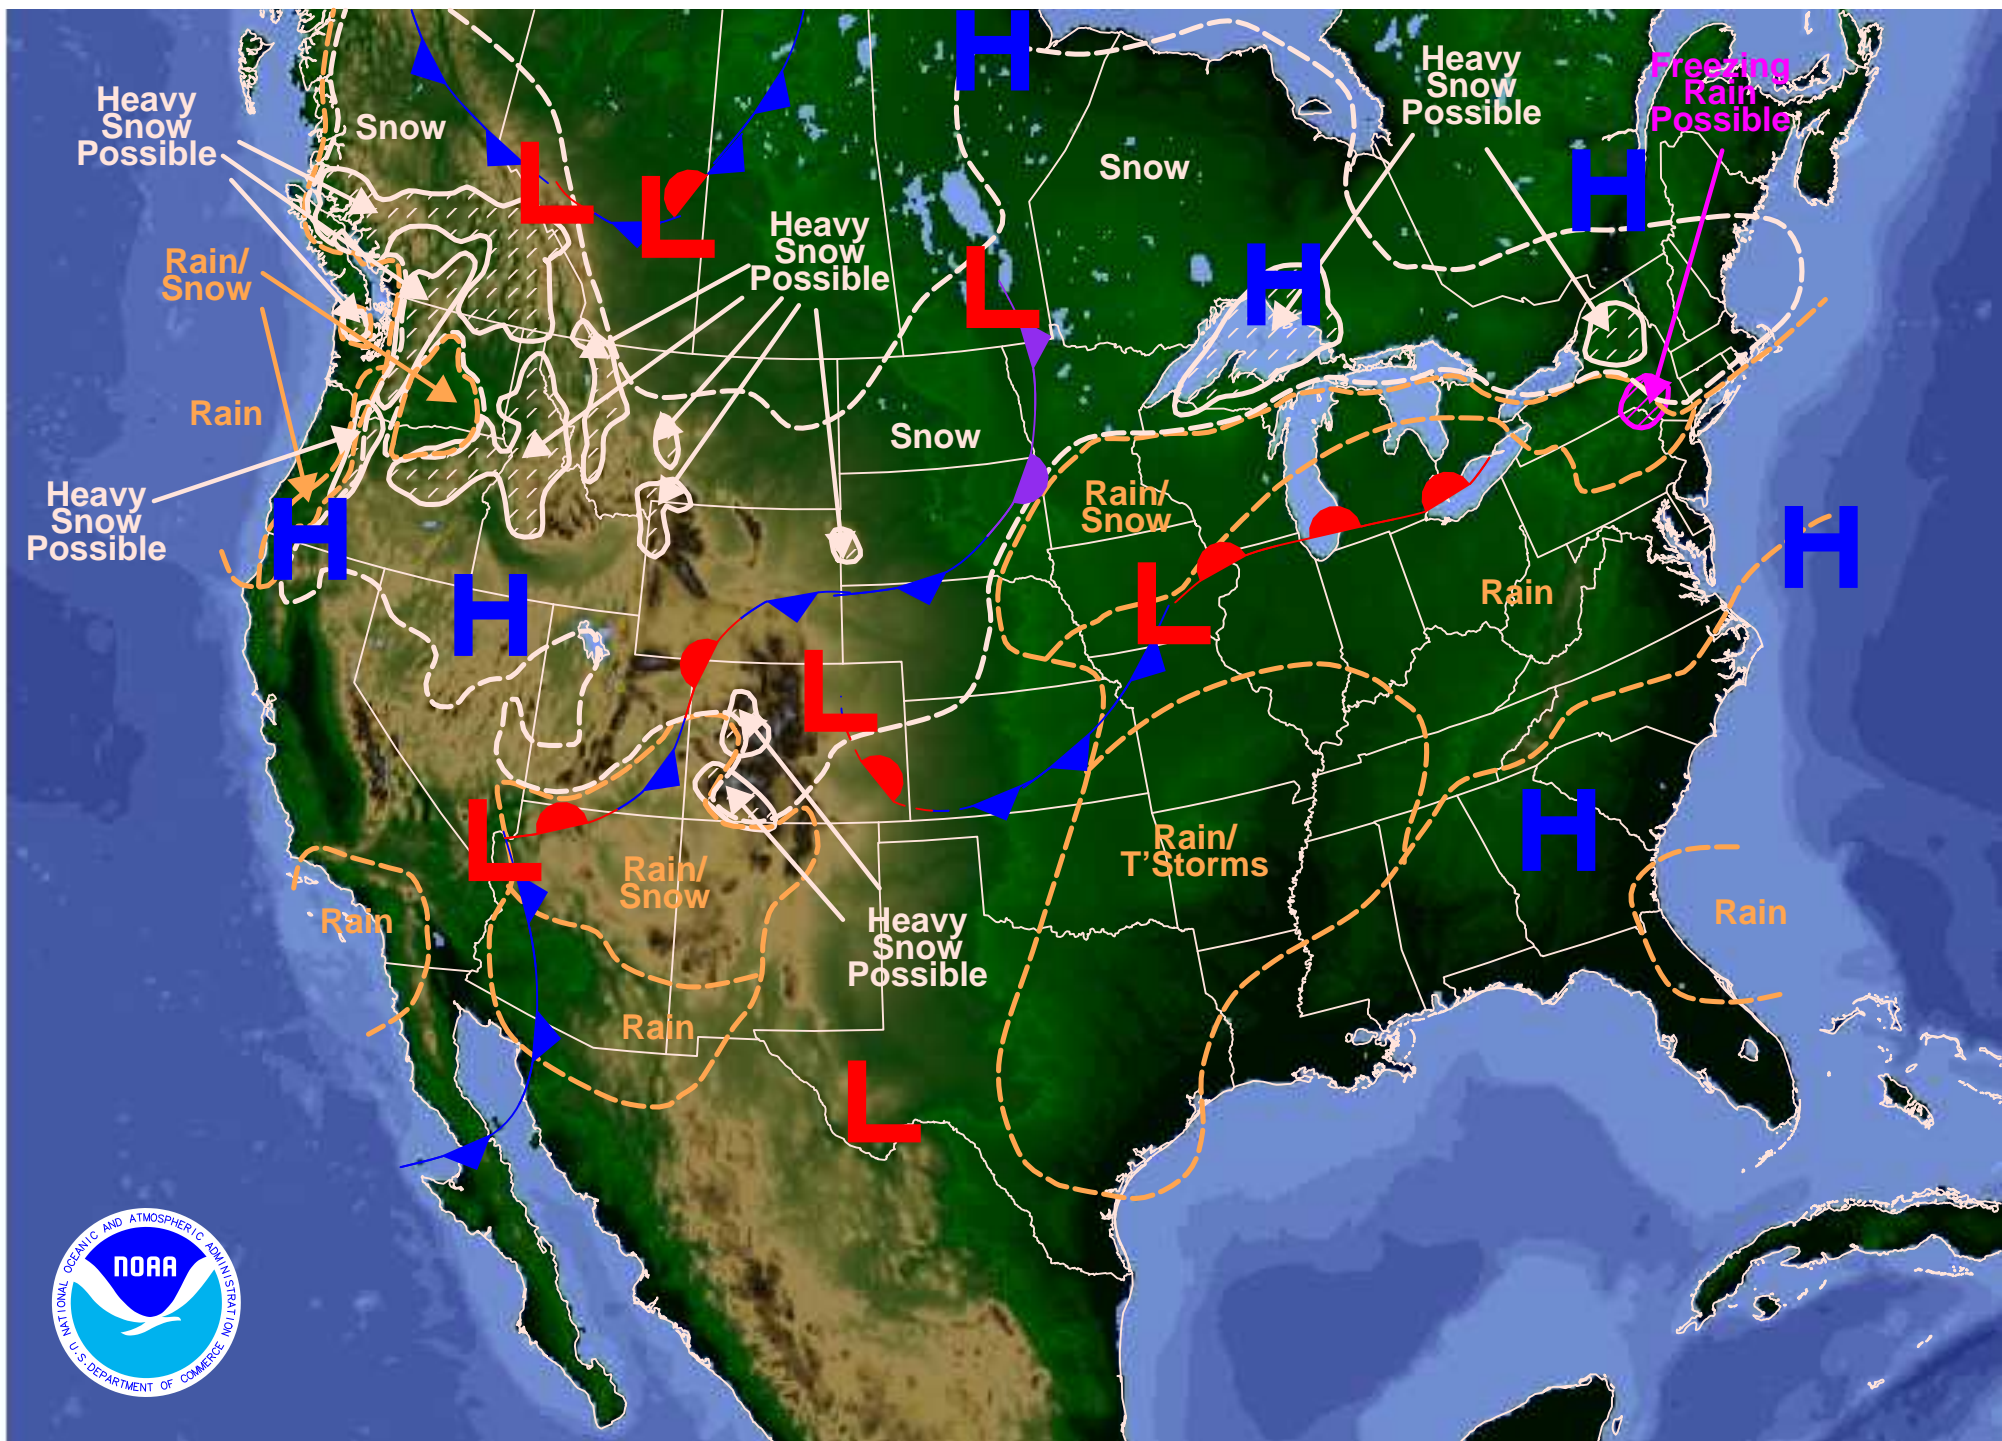 H
Heavy
Snow
Possible
Freezing
Rain
Possible
Heavy
Snow
Possible
Snow
Snow
H
L
L
Heavy
Snow
Possible
Rain/
Snow
H
L
Rain
Snow
Heavy
Snow
Possible
Rain/
Snow
H
H
H
L
Rain
L
L
H
Rain/
T'Storms
Rain/
Snow
Rain
Heavy
Snow
Possible
Rain
Rain
L
NOAA
NATIONAL OCEANIC AND ATMOSPHERIC ADMINISTRATION
U.S. DEPARTMENT OF COMMERCE